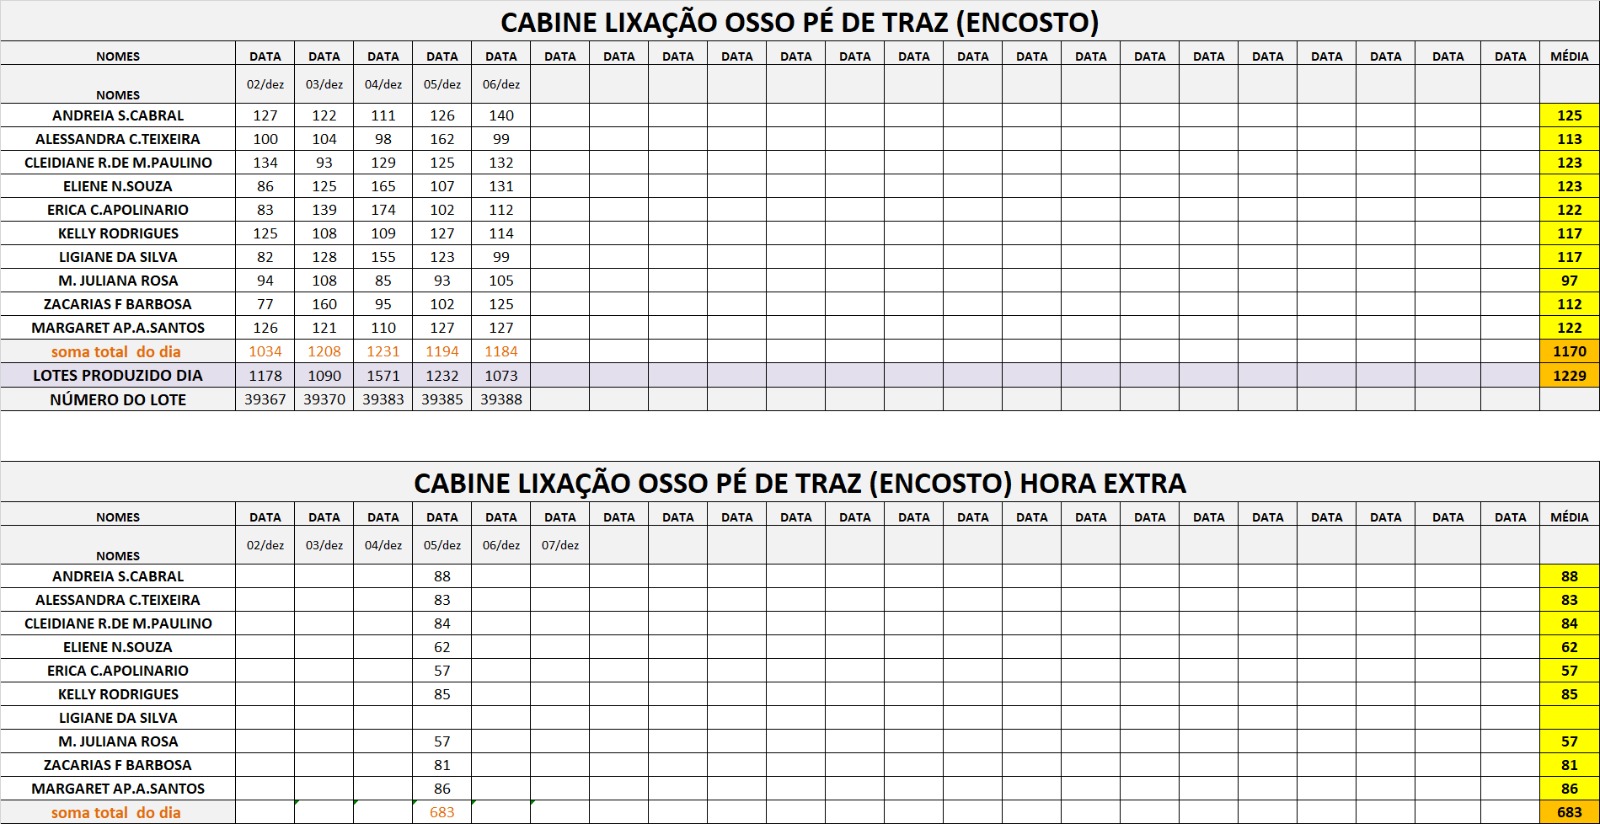 CABINE LIXAÇÃO OSSO PÉ DE TRAZ (ENCOSTO)
NOMES DATA DATA DATA DATA DATA DATA DATA DATA DATA DATA DATA DATA DATA DATA DATA DATA DATA DATA DATA DATA DATA DATA MÉDIA
NOMES 02/dez 03/dez 04/dez 05/dez 06/dez
ANDREIA S.CABRAL 127 122 111 126 140 125
ALESSANDRA C.TEIXEIRA 100 104 98 162 99 113
CLEIDIANE R.DE M.PAULINO 134 93 129 125 132 123
ELIENE N.SOUZA 86 125 165 107 131 123
ERICA C.APOLINARIO 83 139 174 102 112 122
KELLY RODRIGUES 125 108 109 127 114 117
LIGIANE DA SILVA 82 128 155 123 99 117
M. JULIANA ROSA 94 108 85 93 105 97
ZACARIAS F BARBOSA 77 160 95 102 125 112
MARGARET AP.A.SANTOS 126 121 110 127 127 122
soma total do dia 1034 1208 1231 1194 1184 1170
LOTES PRODUZIDO DIA 1178 1090 1571 1232 1073 1229
NÚMERO DO LOTE 39367 39370 39383 39385 39388
CABINE LIXAÇÃO OSSO PÉ DE TRAZ (ENCOSTO) HORA EXTRA
NOMES DATA DATA DATA DATA DATA DATA DATA DATA DATA DATA DATA DATA DATA DATA DATA DATA DATA DATA DATA DATA DATA DATA MÉDIA
NOMES 02/dez 03/dez 04/dez 05/dez 06/dez 07/dez
ANDREIA S.CABRAL 88 88
ALESSANDRA C.TEIXEIRA 83 83
CLEIDIANE R.DE M.PAULINO 84 84
ELIENE N.SOUZA 62 62
ERICA C.APOLINARIO 57 57
KELLY RODRIGUES 85 85
LIGIANE DA SILVA
M. JULIANA ROSA 57 57
ZACARIAS F BARBOSA 81 81
MARGARET AP.A.SANTOS 86 86
soma total do dia 683 683